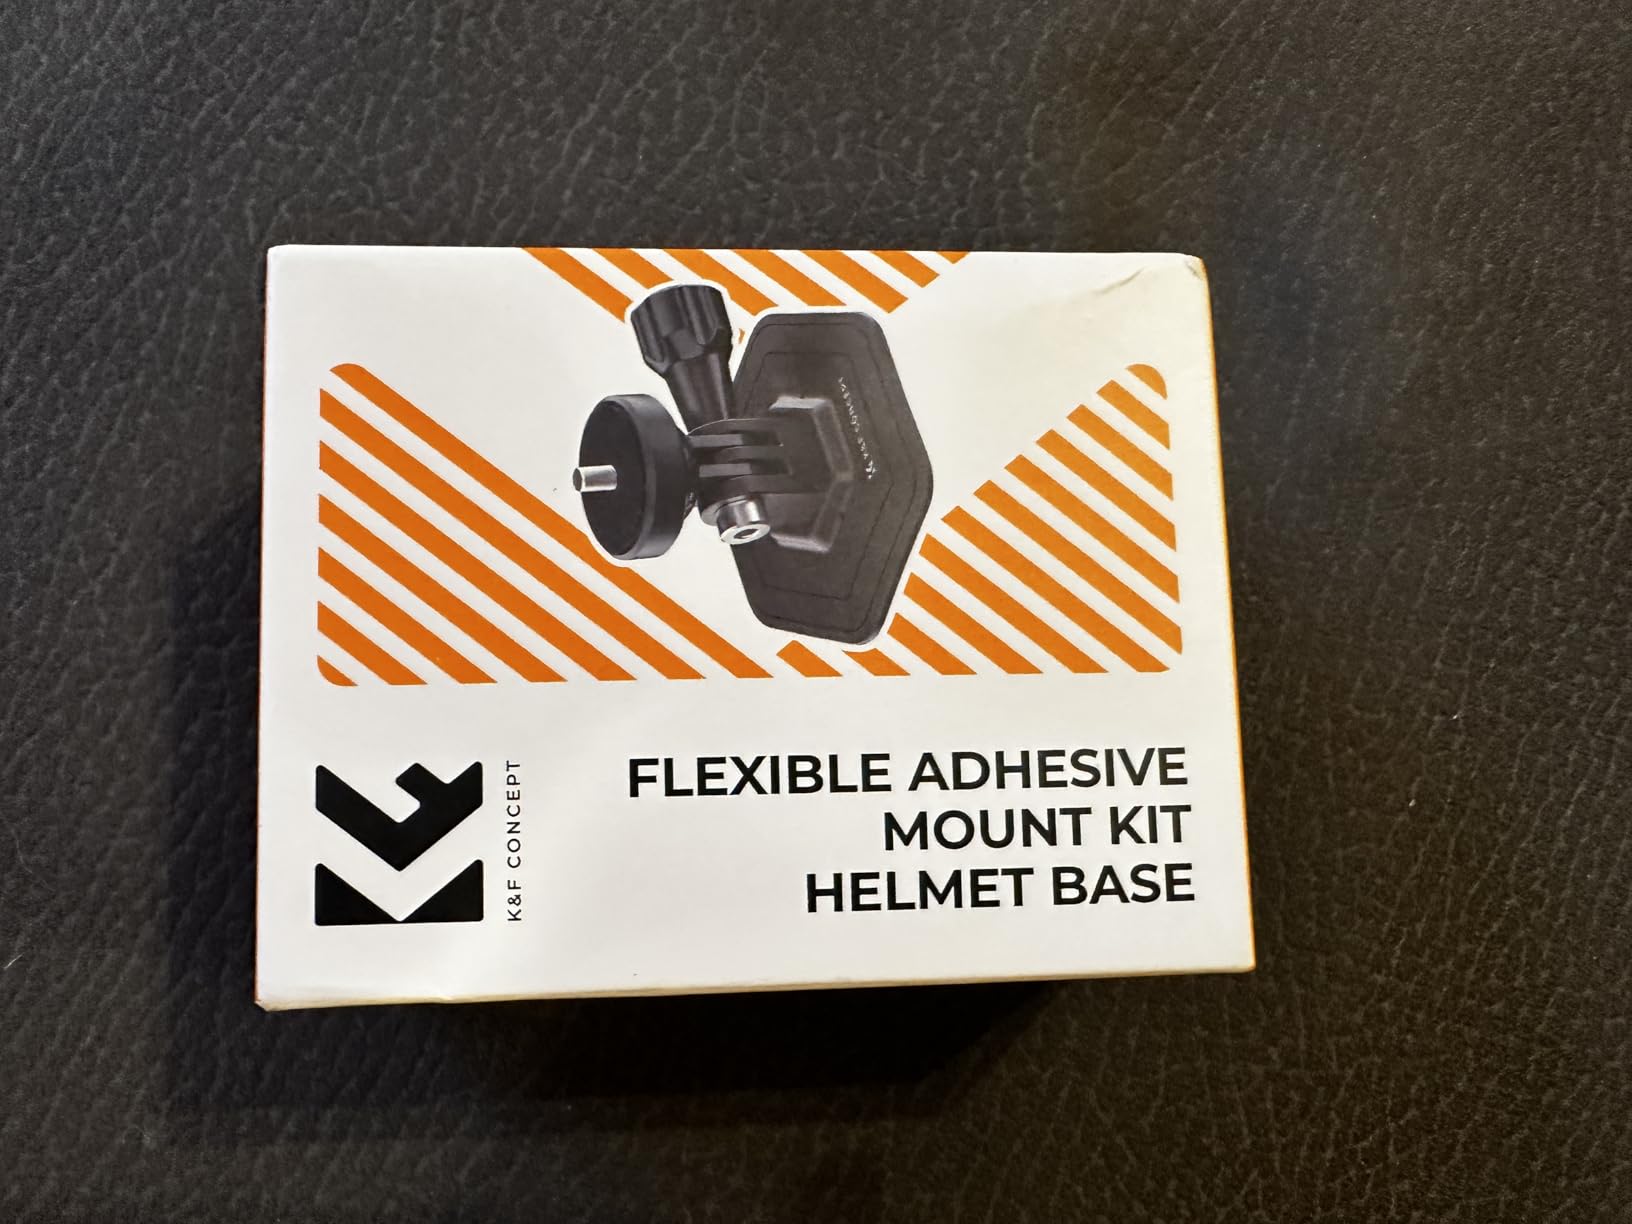 FLEXIBLE ADHESIVE
MOUNT KIT
HELMET BASE
K&F CONCEPT